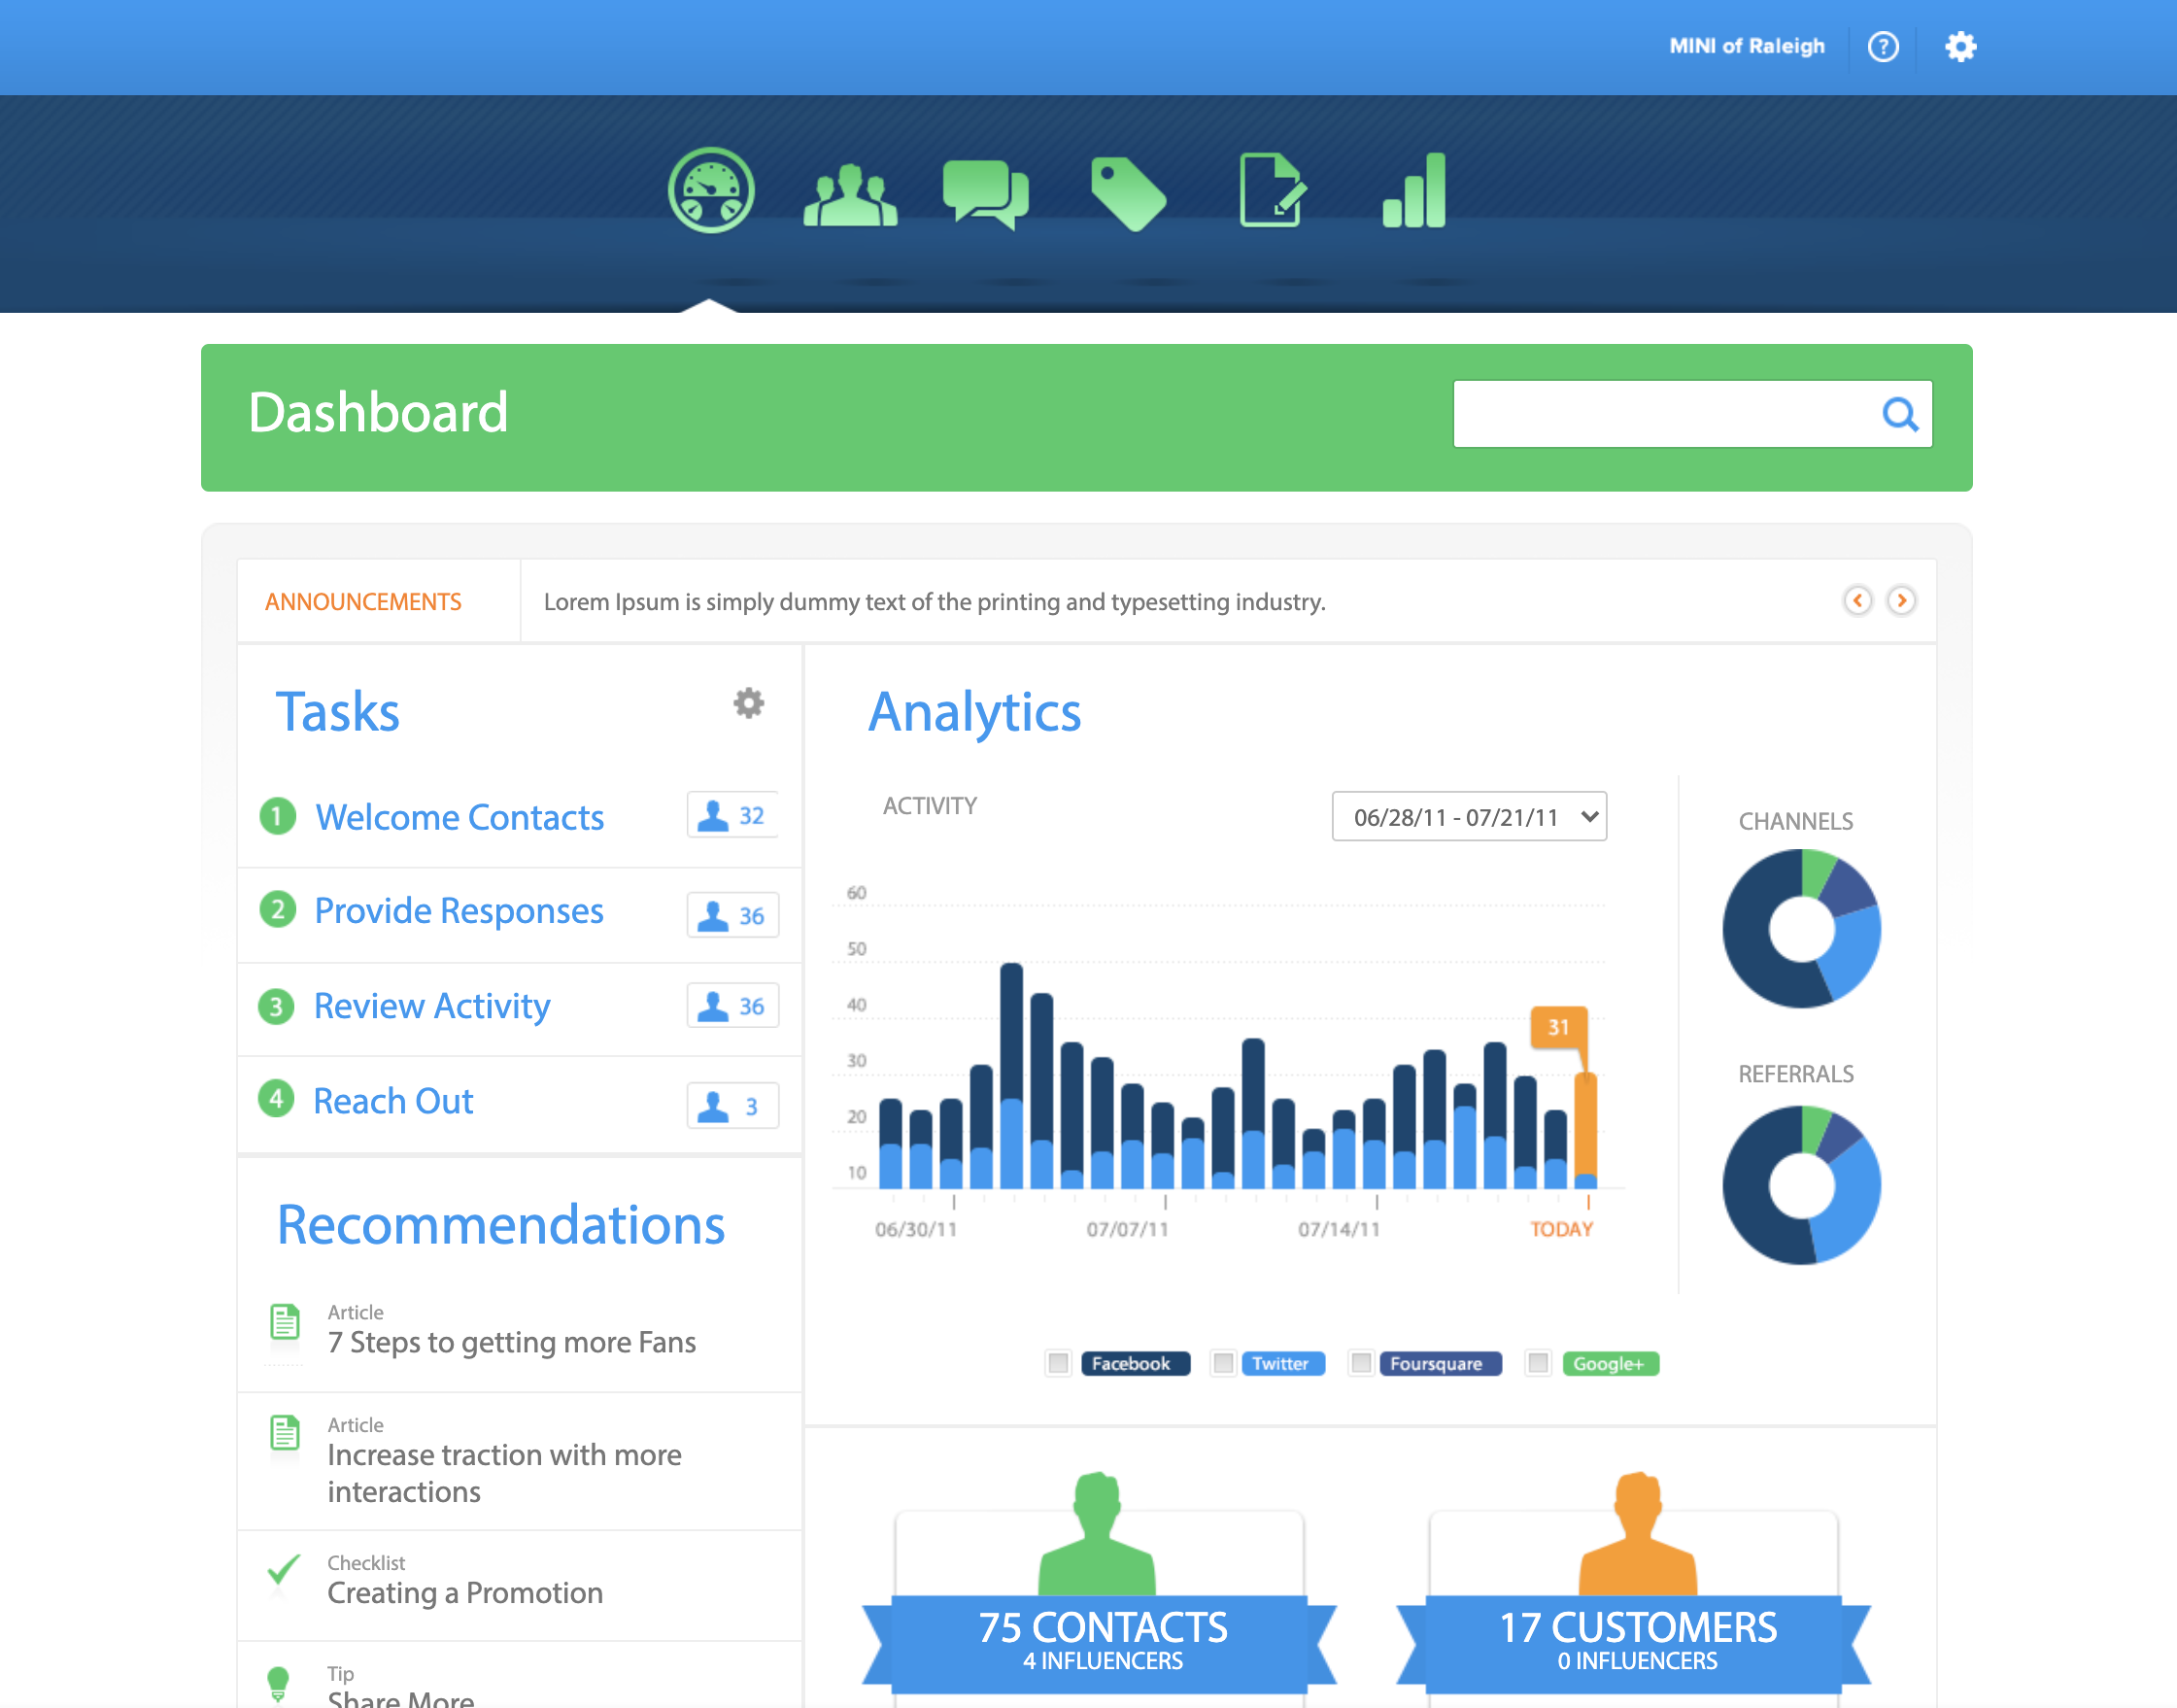 MINI of Raleigh
?
Dashboard
ANNOUNCEMENTS
Lorem Ipsum is simply dummy text of the printing and typesetting industry.
Tasks
1 Welcome Contacts 32
2 Provide Responses 36
3 Review Activity 36
4 Reach Out 3
Recommendations
Article
7 Steps to getting more Fans
Article
Increase traction with more
interactions
Checklist
Creating a Promotion
Tip
Share More
Analytics
ACTIVITY
06/28/11 - 07/21/11
60
50
40
30
20
10
31
06/30/11 07/07/11 07/14/11 TODAY
CHANNELS
REFERRALS
Facebook Twitter Foursquare Google+
75 CONTACTS
4 INFLUENCERS
17 CUSTOMERS
0 INFLUENCERS